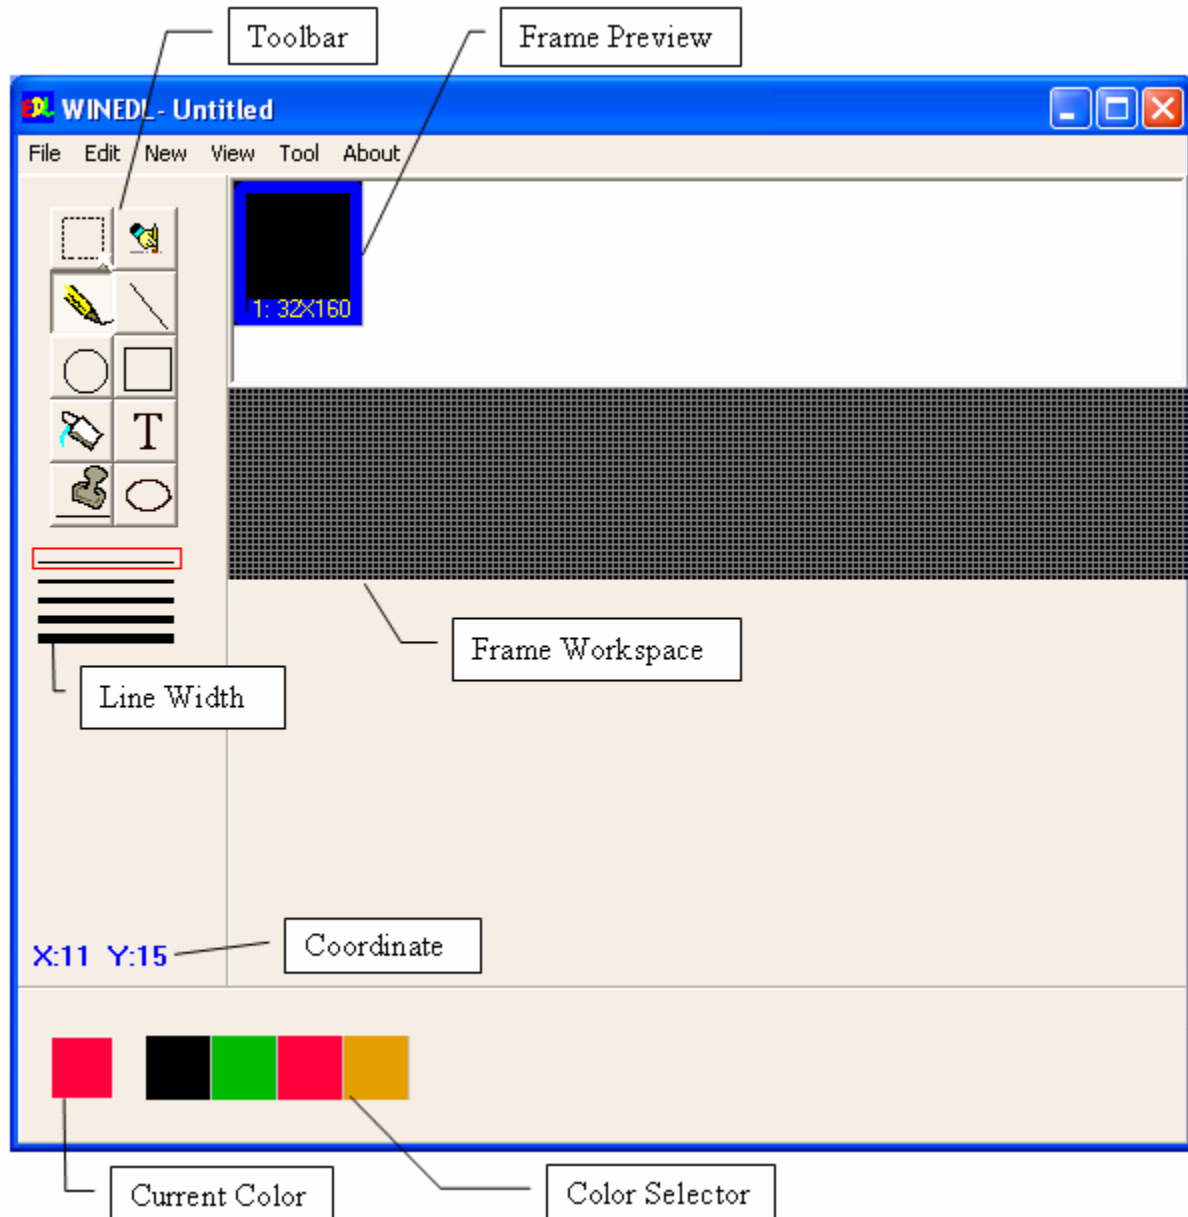 Toolbar
Frame Preview
EDL WINEDL - Untitled
File Edit New View Tool About
1: 32X160
T
Frame Workspace
Line Width
Coordinate
X:11 Y:15
Current Color
Color Selector